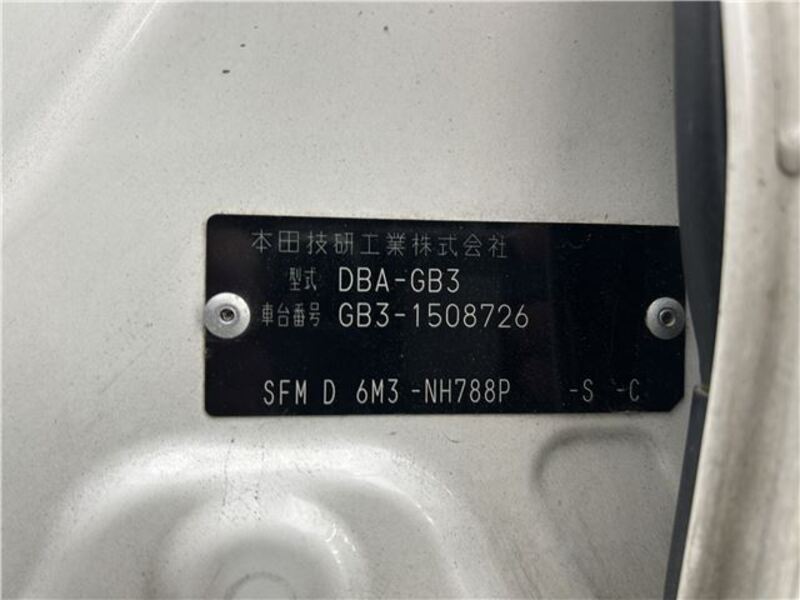 本田技研工業株式会社
型式 DBA-GB3
車台番号 GB3-1508726
SFM D 6M3 -NH788P -S -C